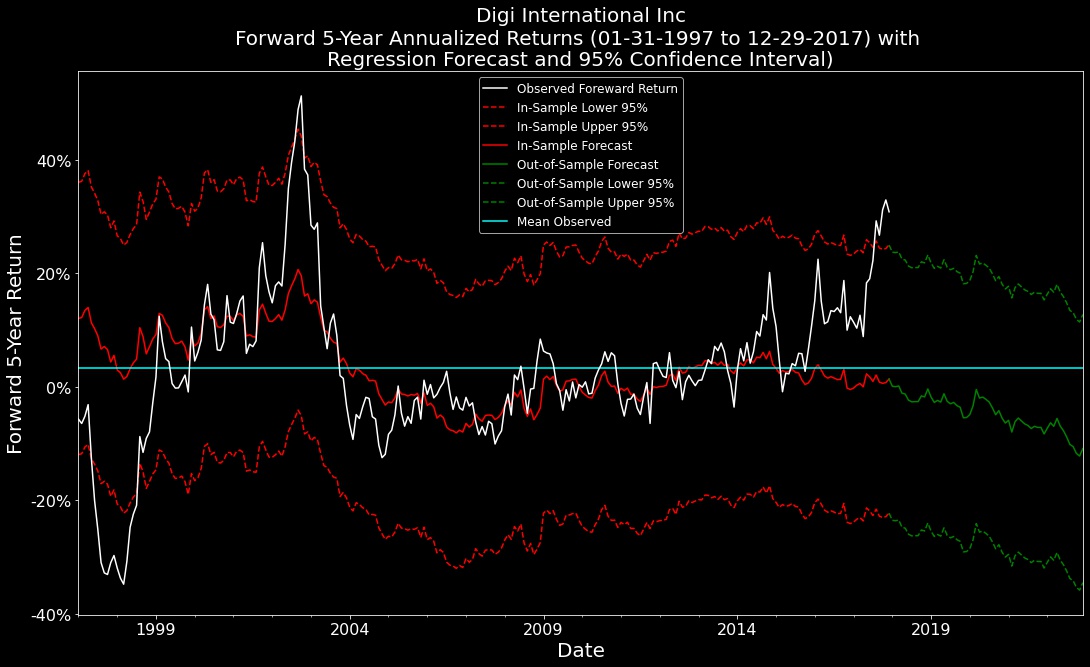 Digi International Inc
Forward 5-Year Annualized Returns (01-31-1997 to 12-29-2017) with
Regression Forecast and 95% Confidence Interval)
Observed Foreward Return
In-Sample Lower 95%
In-Sample Upper 95%
In-Sample Forecast
Out-of-Sample Forecast
Out-of-Sample Lower 95%
Out-of-Sample Upper 95%
Mean Observed
Forward 5-Year Return
40%
20%
0%
-20%
-40%
1999
2004
2009
2014
2019
Date